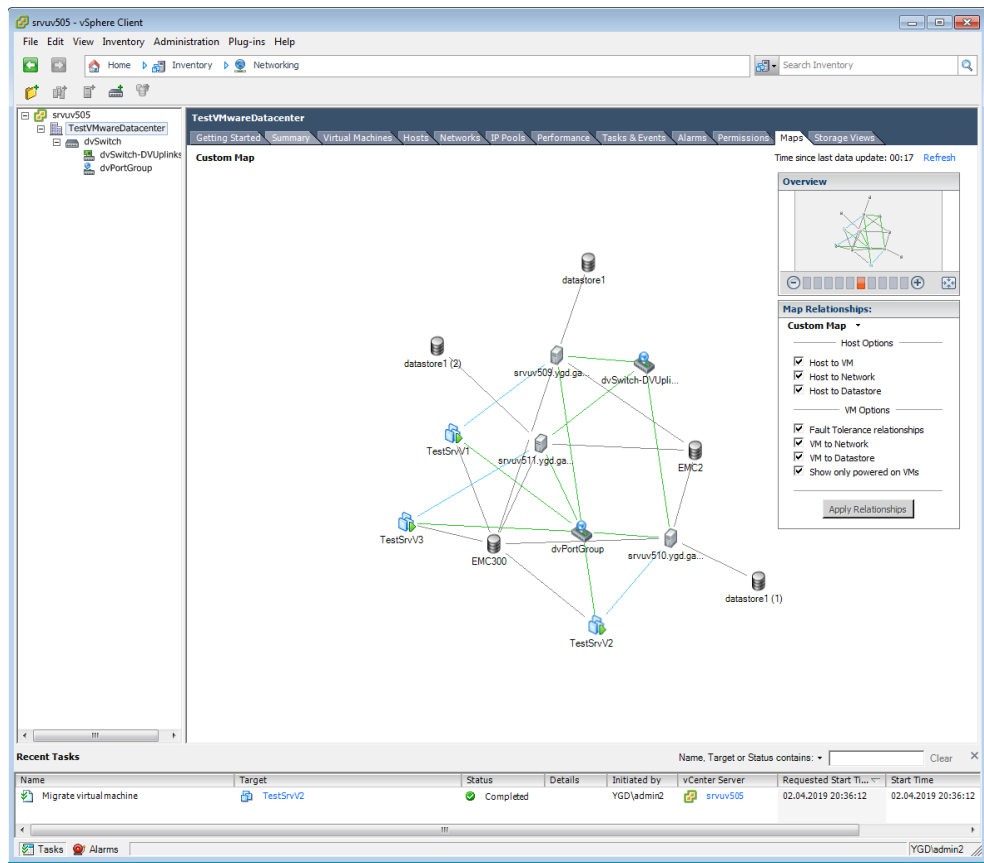 srvuv505 - vSphere Client
File Edit View Inventory Administration Plug-ins Help
Home Inventory Networking Search Inventory
srvuv505
TestVMwareDatacenter
dvSwitch
dvSwitch-DVUplinks
dvPortGroup
TestVMwareDatacenter
Getting Started Summary Virtual Machines Hosts Networks IP Pools Performance Tasks & Events Alarms Permissions Maps Storage Views
Custom Map Time since last data update: 00:17 Refresh
Overview
Map Relationships:
Custom Map
Host Options
Host to VM
Host to Network
Host to Datastore
VM Options
Fault Tolerance relationships
VM to Network
VM to Datastore
Show only powered on VMs
Apply Relationships
datastore1
datastore1 (2)
srvuv509.ygd.ga...
dvSwitch-DVUpli...
TestSrvV1
srvuv511.ygd.ga...
EMC2
TestSrvV3
EMC300
dvPortGroup
srvuv510.ygd.ga...
datastore1 (1)
TestSrvV2
Recent Tasks Name, Target or Status contains: Clear
Name Target Status Details Initiated by vCenter Server Requested Start Ti... Start Time
Migrate virtual machine TestSrvV2 Completed YGD\admin2 srvuv505 02.04.2019 20:36:12 02.04.2019 20:36:12
Tasks Alarms YGD\admin2